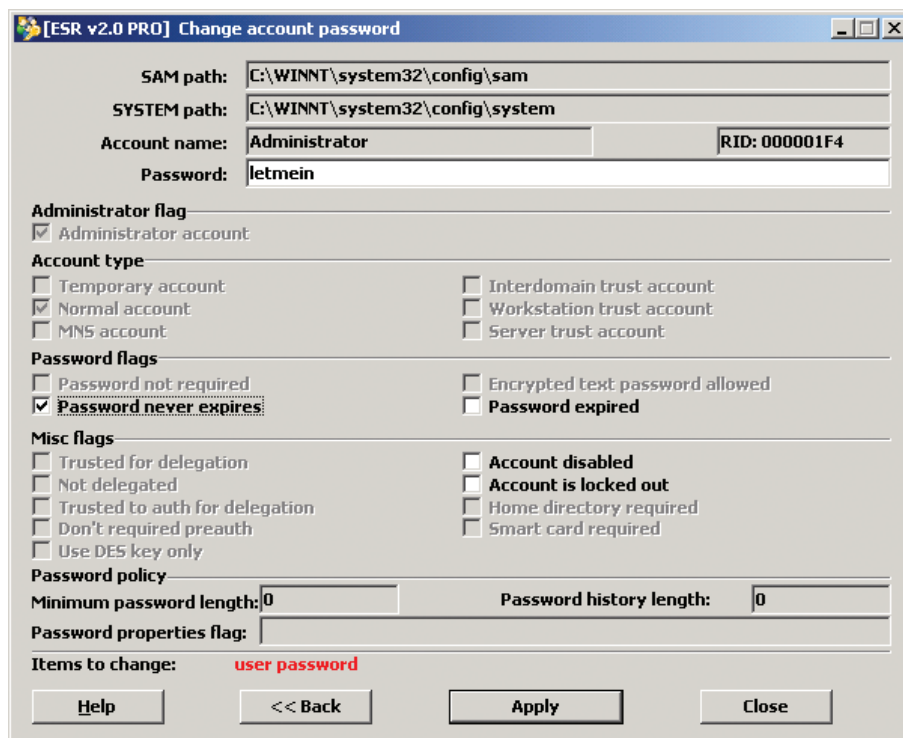 [ESR v2.0 PRO] Change account password
SAM path: C:\WINNT\system32\config\sam
SYSTEM path: C:\WINNT\system32\config\system
Account name: Administrator RID: 000001F4
Password: letmein
Administrator flag
Administrator account
Account type
Temporary account Interdomain trust account
Normal account Workstation trust account
MNS account Server trust account
Password flags
Password not required Encrypted text password allowed
Password never expires Password expired
Misc flags
Trusted for delegation Account disabled
Not delegated Account is locked out
Trusted to auth for delegation Home directory required
Don't required preauth Smart card required
Use DES key only
Password policy
Minimum password length: 0 Password history length: 0
Password properties flag:
Items to change: user password
Help << Back Apply Close